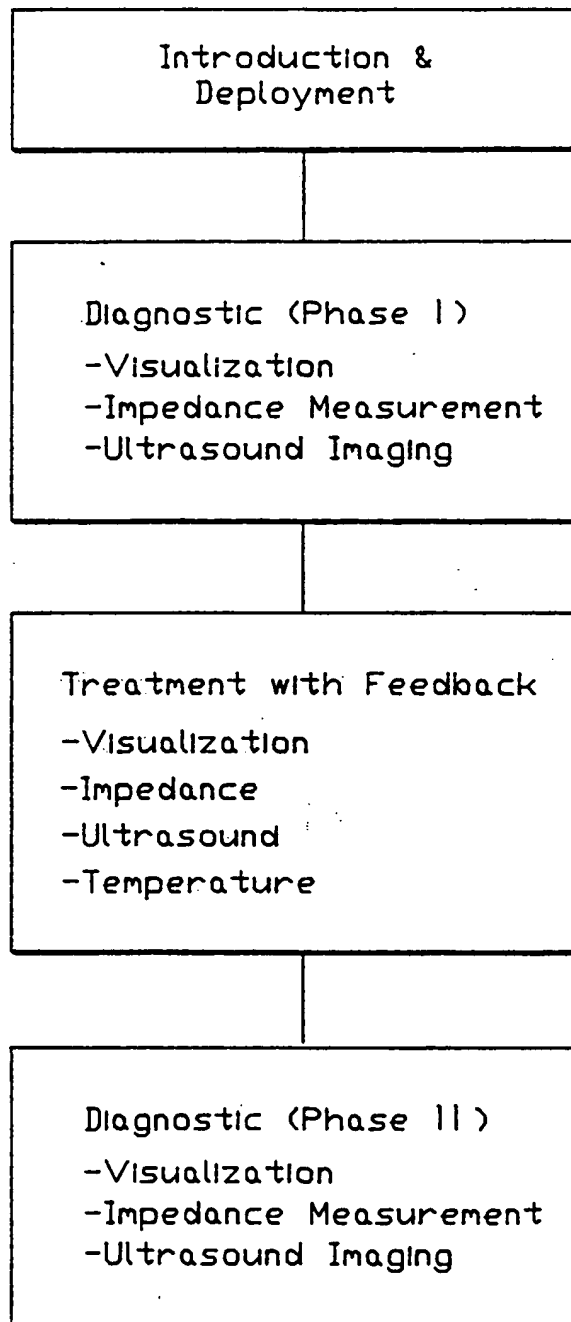 Introduction &
Deployment
Diagnostic (Phase I)
-Visualization
-Impedance Measurement
-Ultrasound Imaging
Treatment with Feedback
-Visualization
-Impedance
-Ultrasound
-Temperature
Diagnostic (Phase II)
-Visualization
-Impedance Measurement
-Ultrasound Imaging